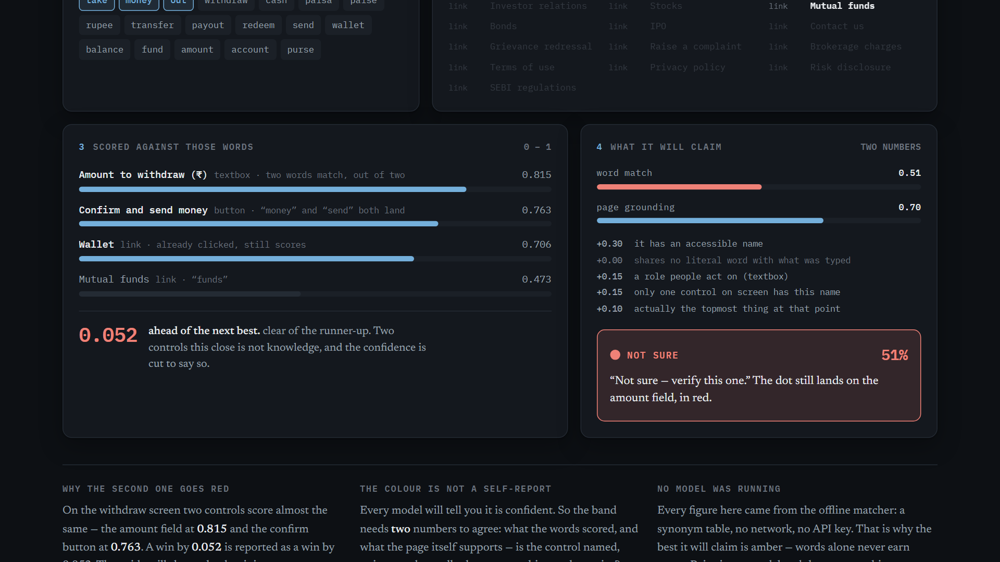 take money out withdraw cash paisa paise
rupee transfer payout redeem send wallet
balance fund amount account purse
link Investor relations link Stocks link Mutual funds
link Bonds link IPO link Contact us
link Grievance redressal link Raise a complaint link Brokerage charges
link Terms of use link Privacy policy link Risk disclosure
link SEBI regulations
3 SCORED AGAINST THOSE WORDS 0 – 1
Amount to withdraw (₹) textbox · two words match, out of two 0.815
Confirm and send money button · “money” and “send” both land 0.763
Wallet link · already clicked, still scores 0.706
Mutual funds link · “funds” 0.473
0.052 ahead of the next best. clear of the runner-up. Two
controls this close is not knowledge, and the confidence is
cut to say so.
4 WHAT IT WILL CLAIM TWO NUMBERS
word match 0.51
page grounding 0.70
+0.30 it has an accessible name
+0.00 shares no literal word with what was typed
+0.15 a role people act on (textbox)
+0.15 only one control on screen has this name
+0.10 actually the topmost thing at that point
NOT SURE 51%
“Not sure — verify this one.” The dot still lands on the
amount field, in red.
WHY THE SECOND ONE GOES RED
On the withdraw screen two controls score almost the
same — the amount field at 0.815 and the confirm
button at 0.763. A win by 0.052 is reported as a win by
THE COLOUR IS NOT A SELF-REPORT
Every model will tell you it is confident. So the band
needs two numbers to agree: what the words scored, and
what the page itself supports — is the control named,
NO MODEL WAS RUNNING
Every figure here came from the offline matcher: a
synonym table, no network, no API key. That is why the
best it will claim is amber — words alone never earn